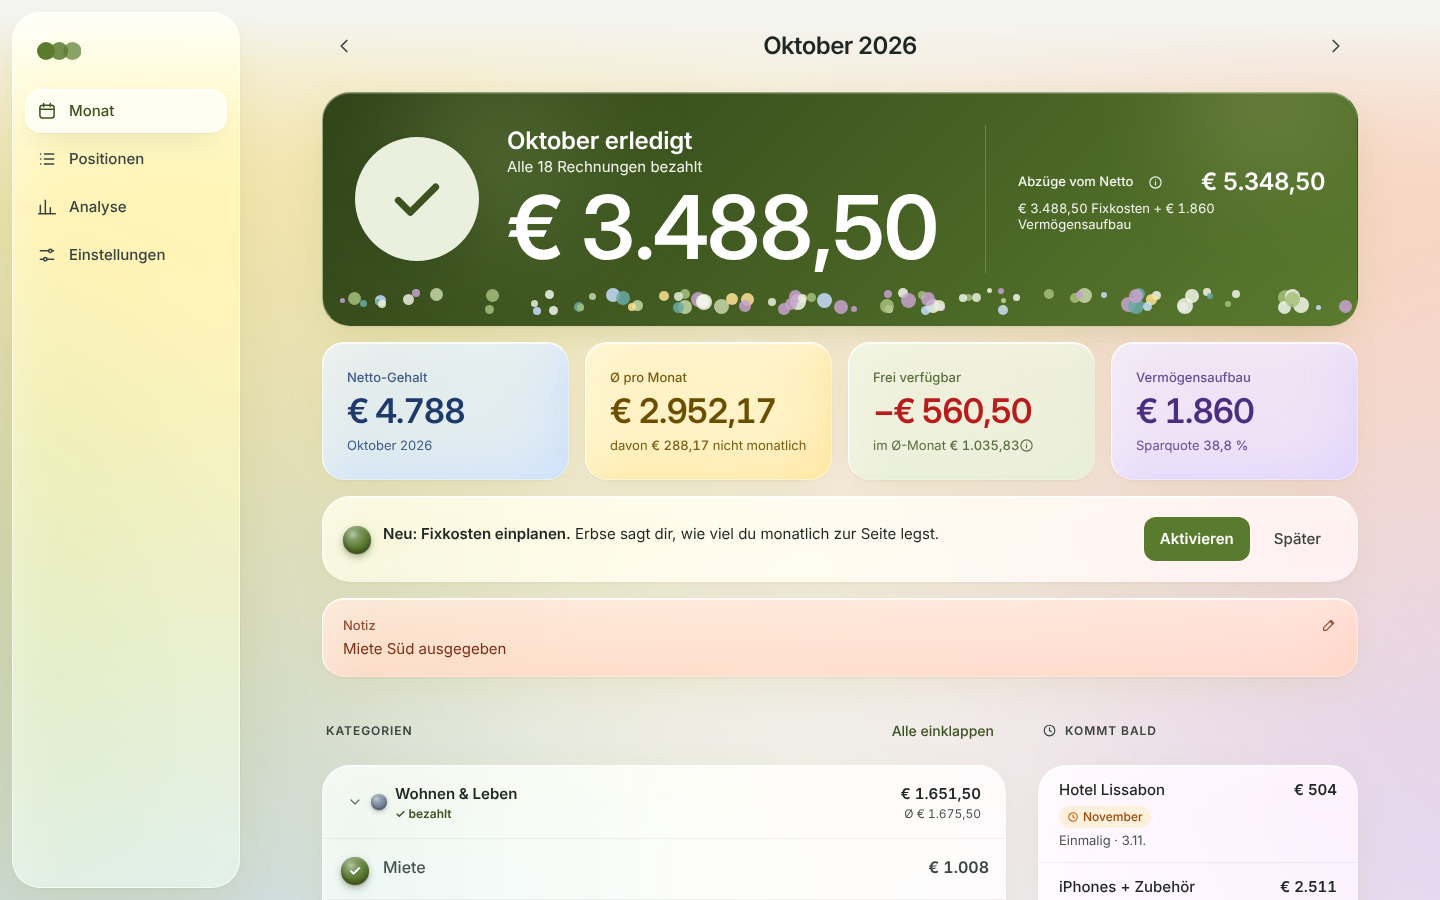 Oktober 2026
Monat
Positionen
Analyse
Einstellungen
Oktober erledigt
Alle 18 Rechnungen bezahlt
€ 3.488,50
Abzüge vom Netto
€ 5.348,50
€ 3.488,50 Fixkosten + € 1.860
Vermögensaufbau
Netto-Gehalt
€ 4.788
Oktober 2026
Ø pro Monat
€ 2.952,17
davon € 288,17 nicht monatlich
Frei verfügbar
–€ 560,50
im Ø-Monat € 1.035,83
Vermögensaufbau
€ 1.860
Sparquote 38,8 %
Neu: Fixkosten einplanen. Erbse sagt dir, wie viel du monatlich zur Seite legst.
Aktivieren
Später
Notiz
Miete Süd ausgegeben
KATEGORIEN
Alle einklappen
Wohnen & Leben
€ 1.651,50
bezahlt
Ø € 1.675,50
Miete
€ 1.008
KOMMT BALD
Hotel Lissabon
€ 504
November
Einmalig · 3.11.
iPhones + Zubehör
€ 2.511